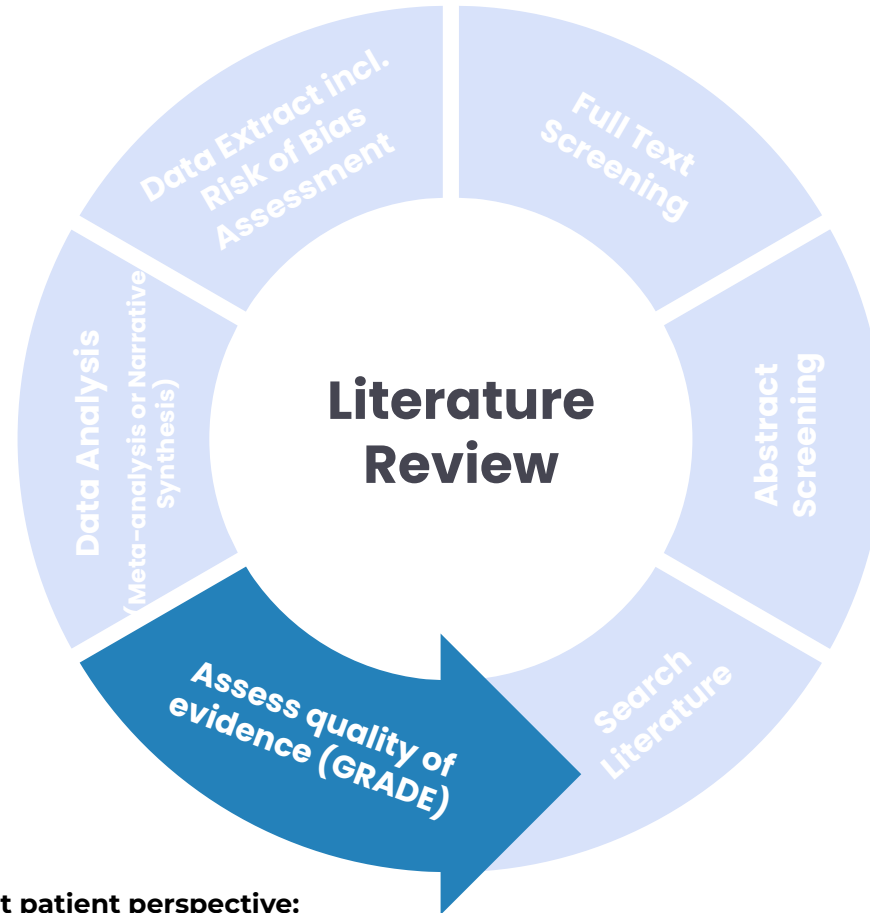 Data Extract incl.
Risk of Bias
Assessment
Full Text
Screening
Data Analysis
(Meta-analysis or Narrative
Synthesis)
Literature
Review
Abstract
Screening
Assess quality of
evidence (GRADE)
Search
Literature
t patient perspective: